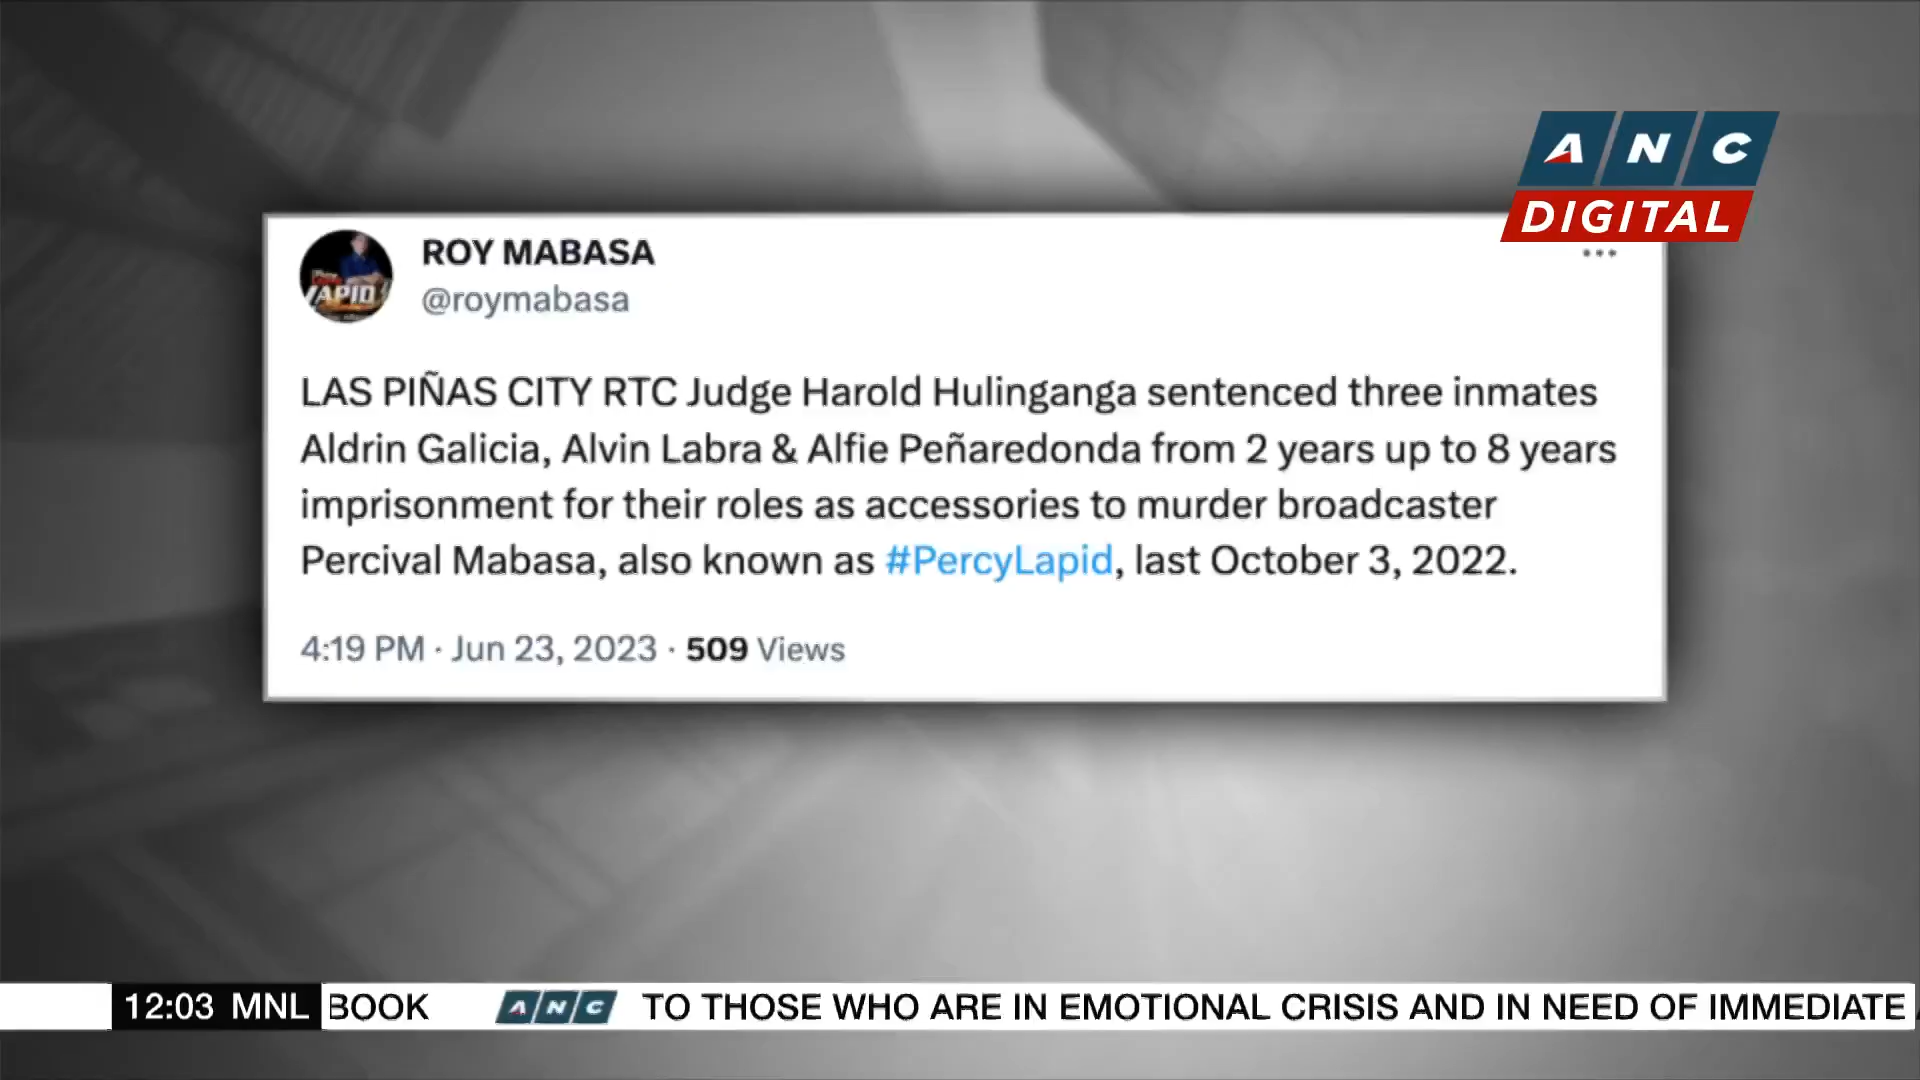 ANC
DIGITAL
ROY MABASA
@roymabasa
LAS PIÑAS CITY RTC Judge Harold Hulinganga sentenced three inmates
Aldrin Galicia, Alvin Labra & Alfie Peñaredonda from 2 years up to 8 years
imprisonment for their roles as accessories to murder broadcaster
Percival Mabasa, also known as #PercyLapid, last October 3, 2022.
4:19 PM · Jun 23, 2023 · 509 Views
12:03 MNL BOOK ANC TO THOSE WHO ARE IN EMOTIONAL CRISIS AND IN NEED OF IMMEDIATE